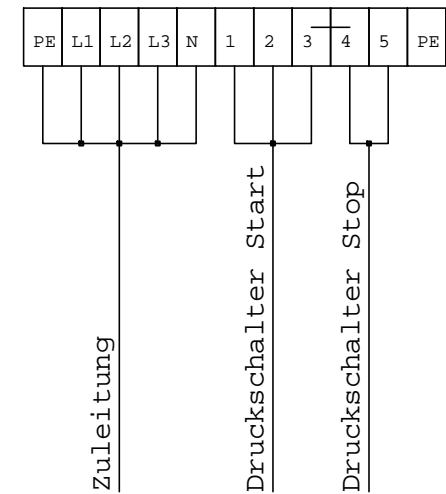 PE L1 L2 L3 N 1 2 3 4 5 PE
Zuleitung
Druckschalter Start
Druckschalter Stop